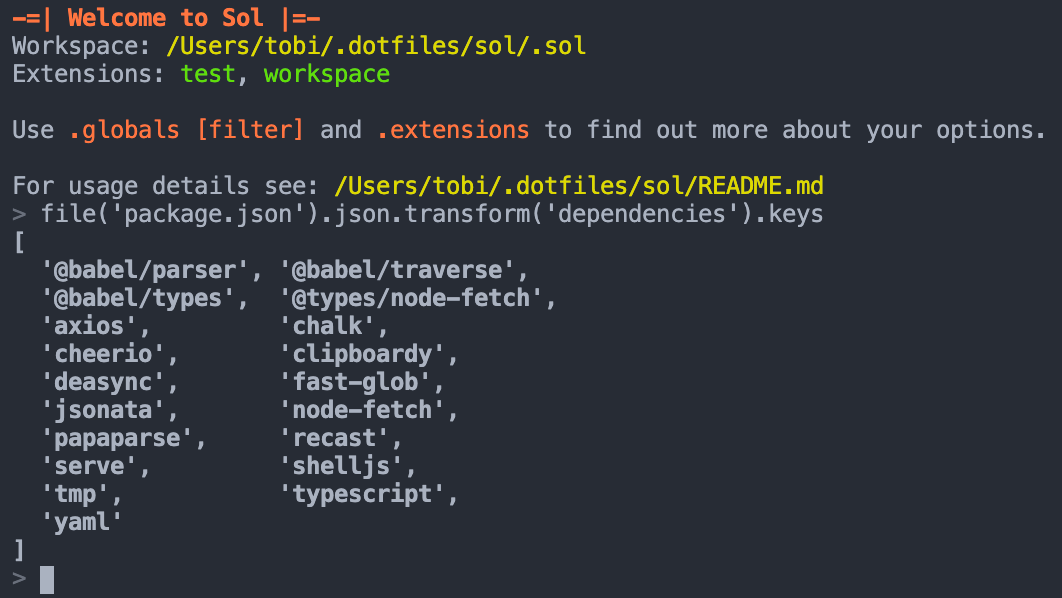 -=| Welcome to Sol |=-
Workspace: /Users/tobi/.dotfiles/sol/.sol
Extensions: test, workspace
Use .globals [filter] and .extensions to find out more about your options.
For usage details see: /Users/tobi/.dotfiles/sol/README.md
> file('package.json').json.transform('dependencies').keys
[
  '@babel/parser', '@babel/traverse',
  '@babel/types',  '@types/node-fetch',
  'axios',         'chalk',
  'cheerio',       'clipboardy',
  'deasync',       'fast-glob',
  'jsonata',       'node-fetch',
  'papaparse',     'recast',
  'serve',         'shelljs',
  'tmp',           'typescript',
  'yaml'
]
>